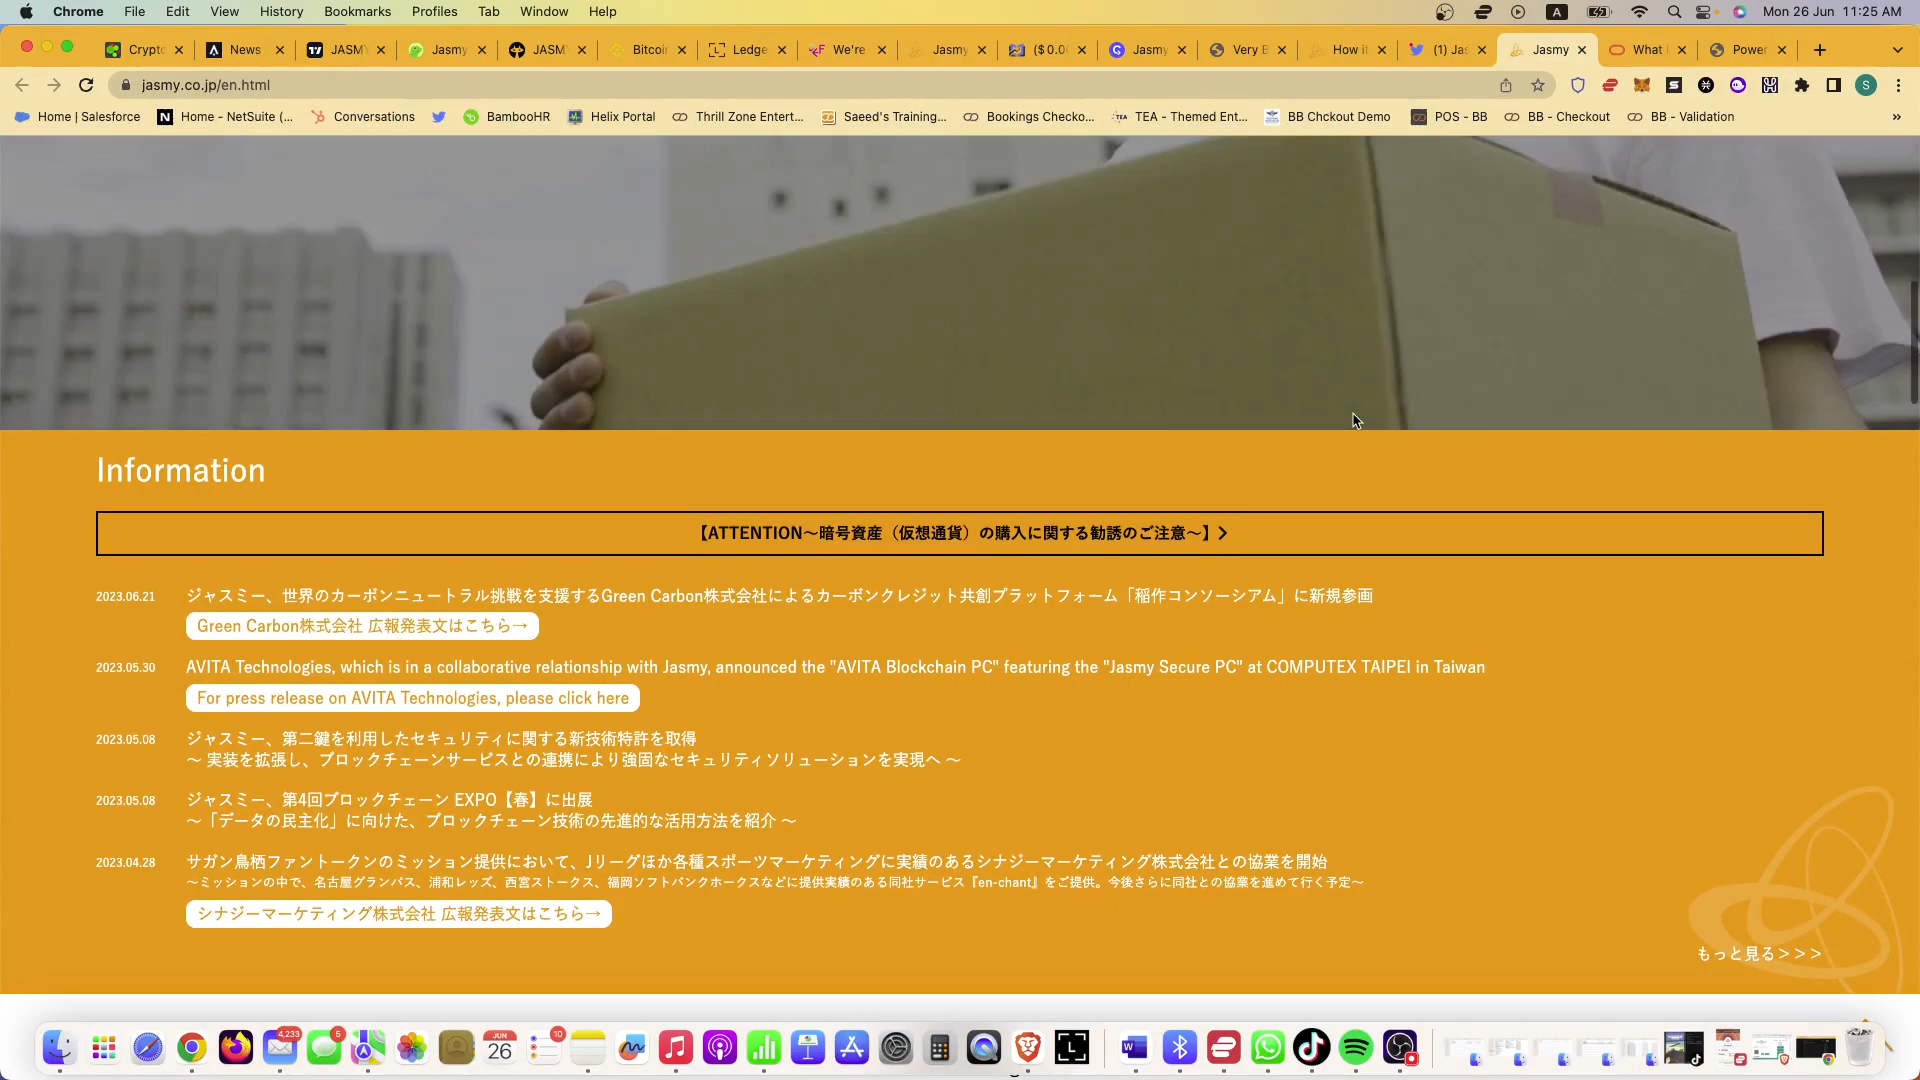 Chrome File Edit View History Bookmarks Profiles Tab Window Help
A
Mon 26 Jun 11:25 AM
Crypto
News
JASMY
Jasmy
JASMY
Bitcoin
Ledge
We're
Jasmy
($0.0
Jasmy
Very B
How it
(1) Jas
Jasmy
What
Power
jasmy.co.jp/en.html
S
Home | Salesforce
Home - NetSuite (...
Conversations
BambooHR
Helix Portal
Thrill Zone Entert...
Saeed's Training...
Bookings Checko...
TEA - Themed Ent...
BB Chckout Demo
POS - BB
BB - Checkout
BB - Validation
Information
【ATTENTION～暗号資産（仮想通貨）の購入に関する勧誘のご注意～】
2023.06.21 ジャスミー、世界のカーボンニュートラル挑戦を支援するGreen Carbon株式会社によるカーボンクレジット共創プラットフォーム「稲作コンソーシアム」に新規参画
Green Carbon株式会社 広報発表文はこちら→
2023.05.30 AVITA Technologies, which is in a collaborative relationship with Jasmy, announced the "AVITA Blockchain PC" featuring the "Jasmy Secure PC" at COMPUTEX TAIPEI in Taiwan
For press release on AVITA Technologies, please click here
2023.05.08 ジャスミー、第二鍵を利用したセキュリティに関する新技術特許を取得
～ 実装を拡張し、ブロックチェーンサービスとの連携により強固なセキュリティソリューションを実現へ ～
2023.05.08 ジャスミー、第4回ブロックチェーン EXPO【春】に出展
～「データの民主化」に向けた、ブロックチェーン技術の先進的な活用方法を紹介 ～
2023.04.28 サガン鳥栖ファントークンのミッション提供において、Jリーグほか各種スポーツマーケティングに実績のあるシナジーマーケティング株式会社との協業を開始
～ミッションの中で、名古屋グランパス、浦和レッズ、西宮ストークス、福岡ソフトバンクホークスなどに提供実績のある同社サービス『en-chant』をご提供。今後さらに同社との協業を進めて行く予定～
シナジーマーケティング株式会社 広報発表文はこちら→
もっと見る＞＞＞
4,233
5
JUN
26
10